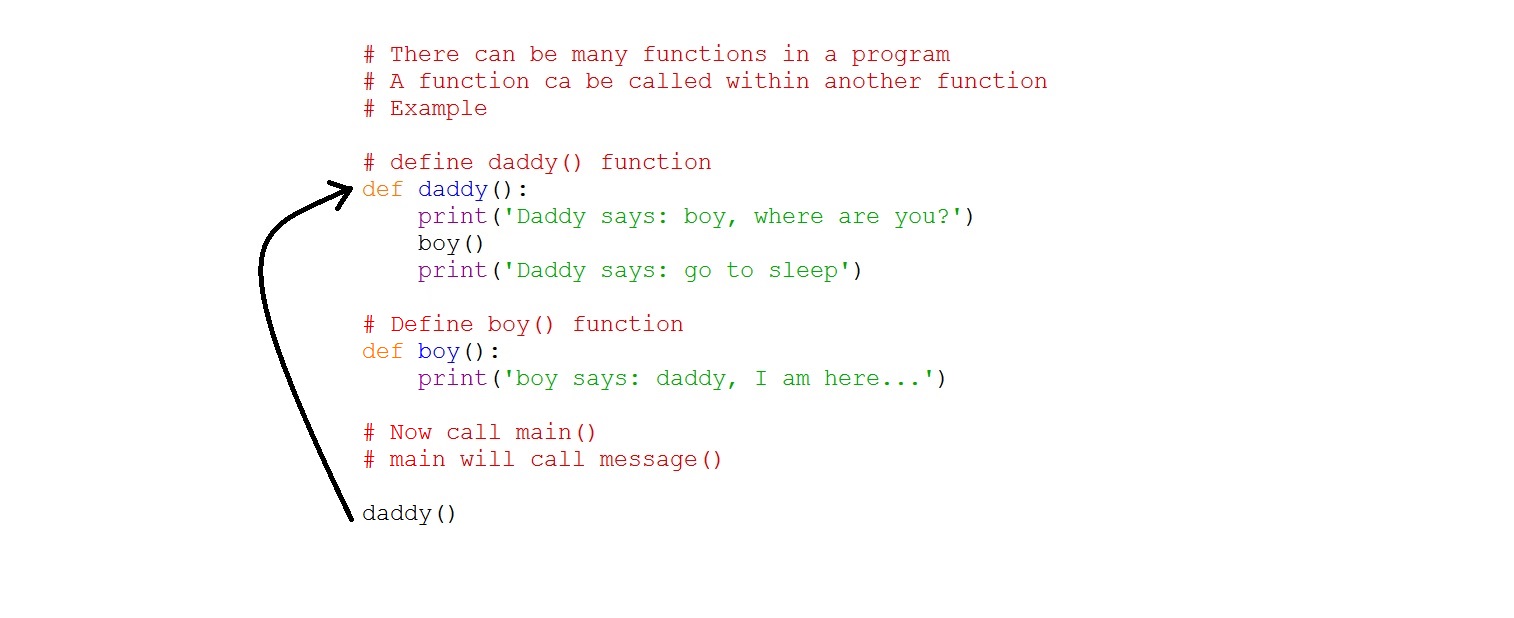 # There can be many functions in a program
# A function ca be called within another function
# Example
# define daddy() function
def daddy():
    print('Daddy says: boy, where are you?')
    boy()
    print('Daddy says: go to sleep')
# Define boy() function
def boy():
    print('boy says: daddy, I am here...')
# Now call main()
# main will call message()
daddy()